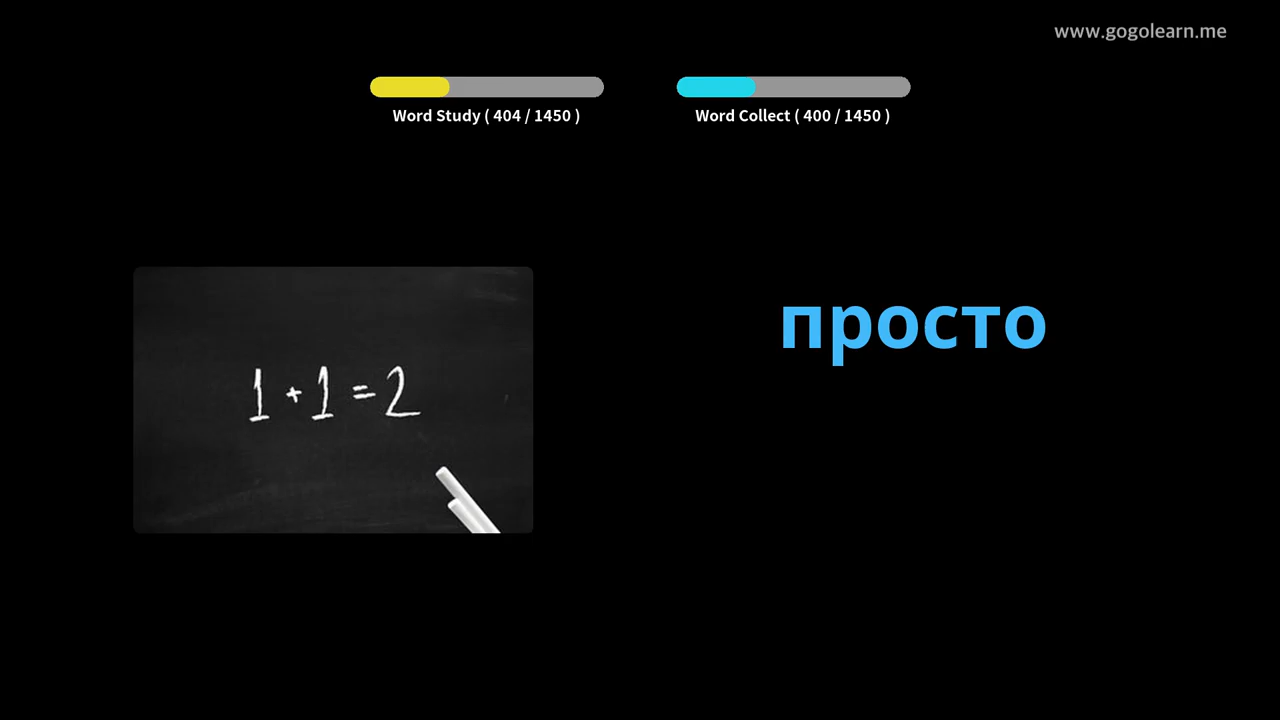 www.gogolearn.me
Word Study ( 404 / 1450 )
Word Collect ( 400 / 1450 )
просто
1 + 1 = 2